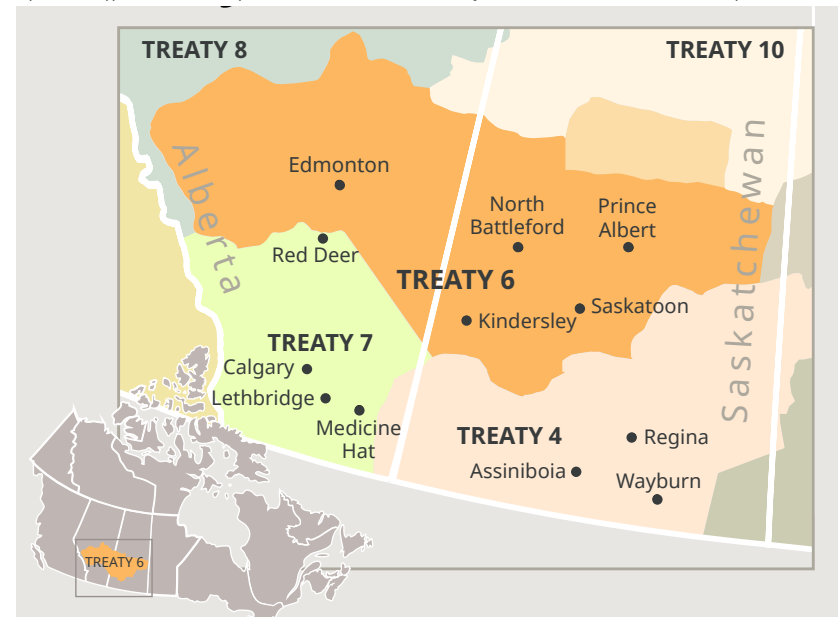 TREATY 8
TREATY 10
Alberta
Saskatchewan
Edmonton
North
Battleford
Prince
Albert
Red Deer
TREATY 6
Saskatoon
Kindersley
TREATY 7
Calgary
Lethbridge
Medicine
Hat
TREATY 4
Regina
Assiniboia
Wayburn
TREATY 6